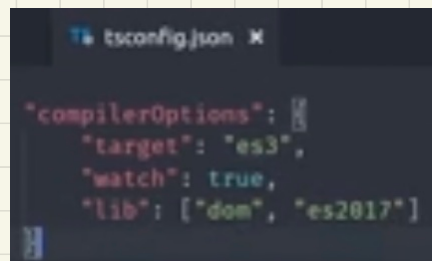 tsconfig.json ×
"compilerOptions": {
"target": "es3",
"watch": true,
"lib": ["dom", "es2017"]
}